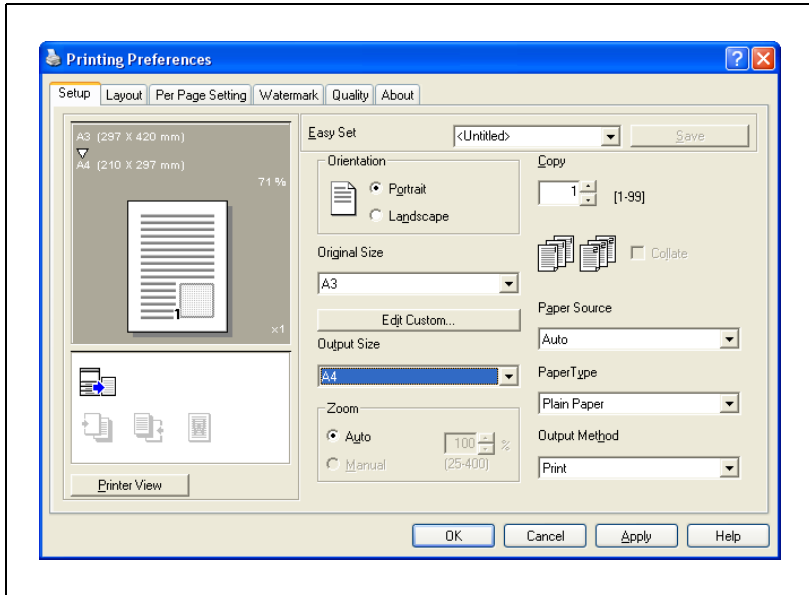 Printing Preferences
Setup Layout Per Page Setting Watermark Quality About
A3 (297 X 420 mm)
A4 (210 X 297 mm)
71 %
1
x1
Printer View
Easy Set <Untitled> Save
Orientation
Portrait
Landscape
Original Size
A3
Edit Custom...
Output Size
A4
Zoom
Auto
Manual
100 %
(25-400)
Copy
1 [1-99]
Collate
Paper Source
Auto
PaperType
Plain Paper
Output Method
Print
OK Cancel Apply Help